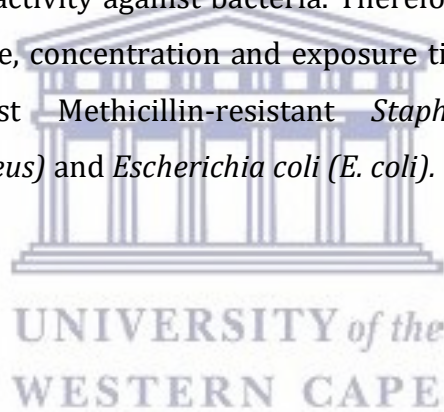 activity against bacteria. Therefo
e, concentration and exposure ti
st Methicillin-resistant Staph
eus) and Escherichia coli (E. coli).
UNIVERSITY of the
WESTERN CAPE